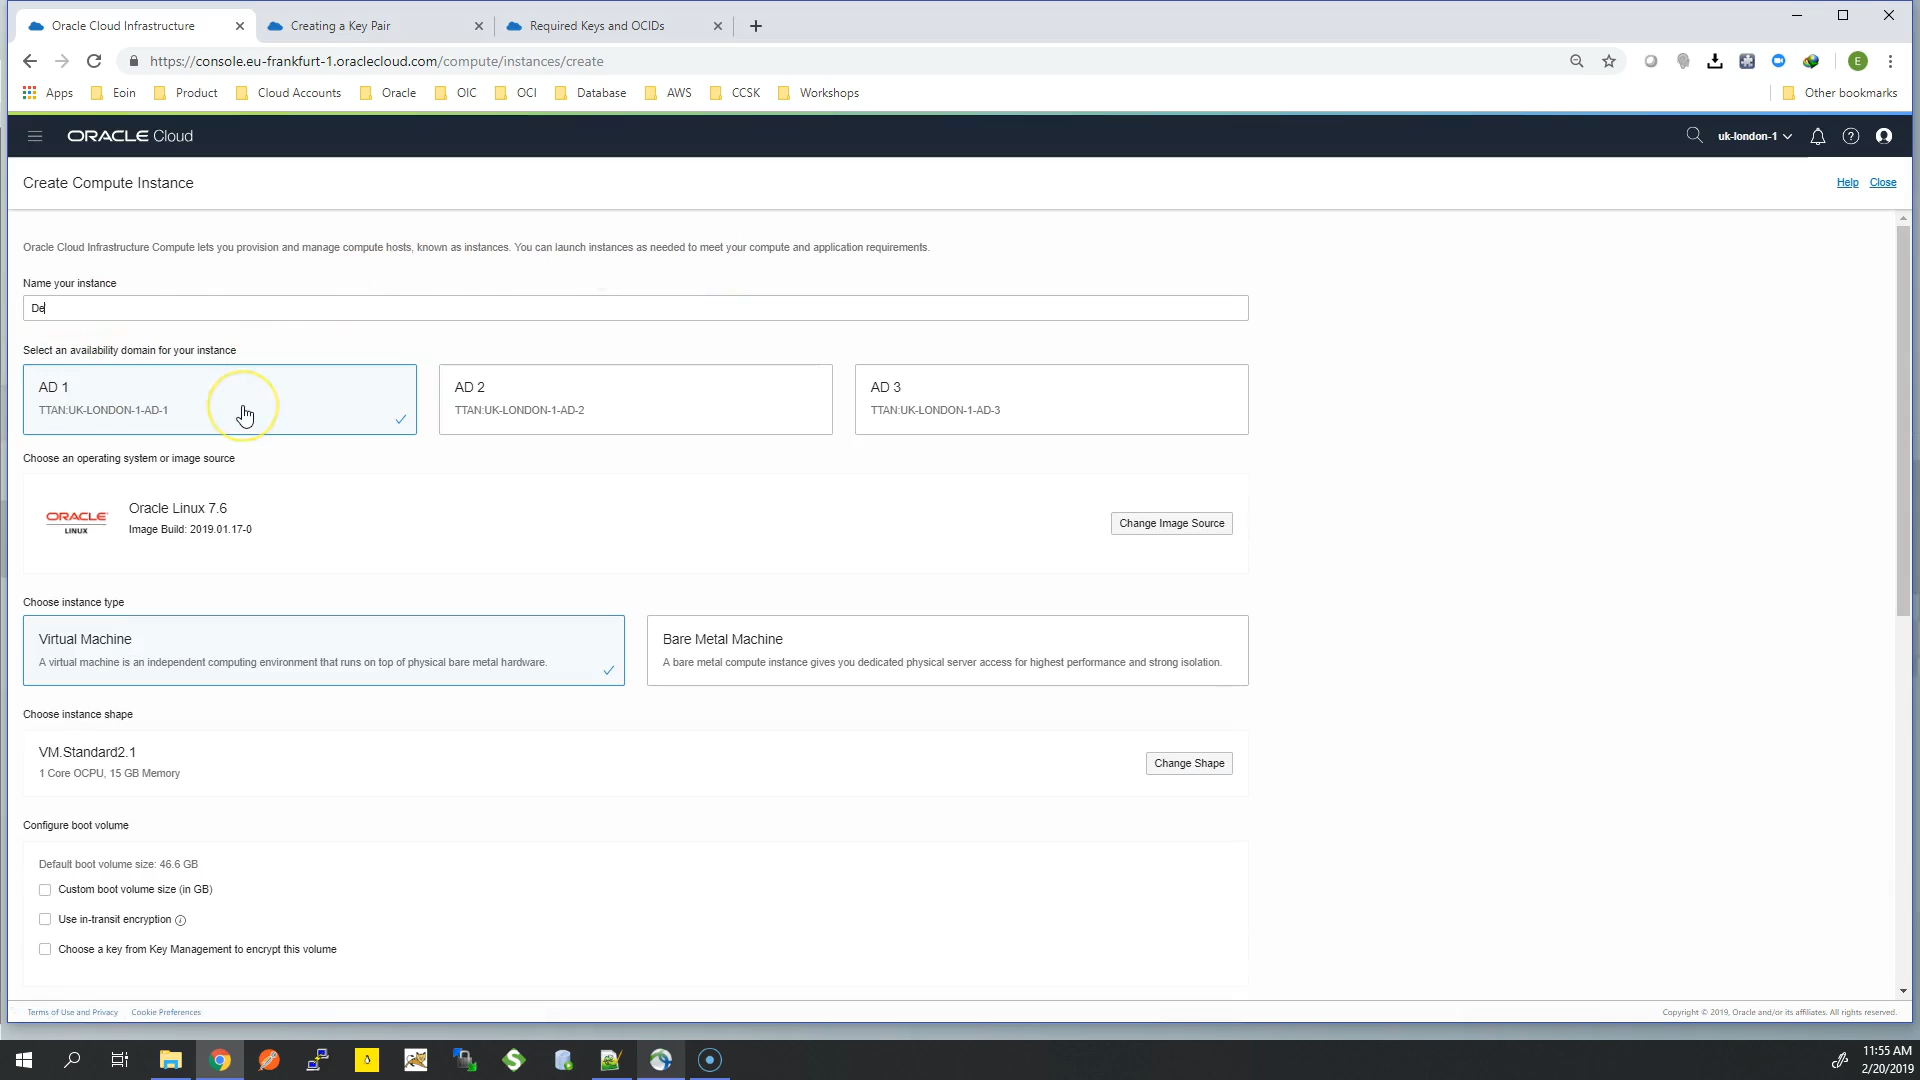 Oracle Cloud Infrastructure
Creating a Key Pair
Required Keys and OCIDs
https://console.eu-frankfurt-1.oraclecloud.com/compute/instances/create
E
Apps
Eoin
Product
Cloud Accounts
Oracle
OIC
OCI
Database
AWS
CCSK
Workshops
Other bookmarks
ORACLE Cloud
uk-london-1
Create Compute Instance
Help
Close
Oracle Cloud Infrastructure Compute lets you provision and manage compute hosts, known as instances. You can launch instances as needed to meet your compute and application requirements.
Name your instance
De
Select an availability domain for your instance
AD 1
TTAN:UK-LONDON-1-AD-1
AD 2
TTAN:UK-LONDON-1-AD-2
AD 3
TTAN:UK-LONDON-1-AD-3
Choose an operating system or image source
ORACLE
LINUX
Oracle Linux 7.6
Image Build: 2019.01.17-0
Change Image Source
Choose instance type
Virtual Machine
A virtual machine is an independent computing environment that runs on top of physical bare metal hardware.
Bare Metal Machine
A bare metal compute instance gives you dedicated physical server access for highest performance and strong isolation.
Choose instance shape
VM.Standard2.1
1 Core OCPU, 15 GB Memory
Change Shape
Configure boot volume
Default boot volume size: 46.6 GB
Custom boot volume size (in GB)
Use in-transit encryption
Choose a key from Key Management to encrypt this volume
Terms of Use and Privacy
Cookie Preferences
Copyright © 2019, Oracle and/or its affiliates. All rights reserved.
11:55 AM
2/20/2019